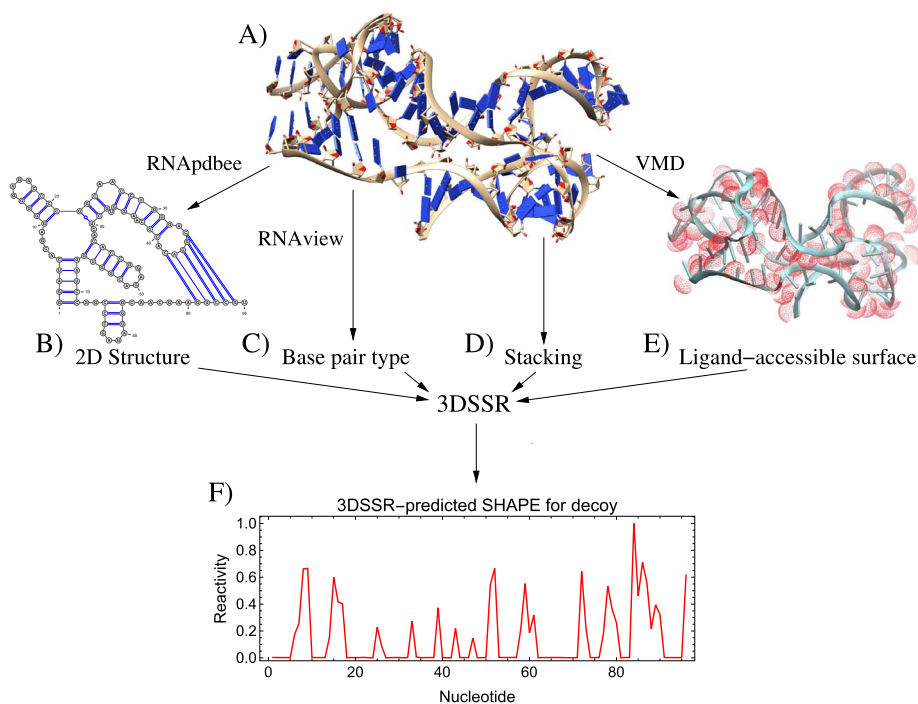 A)
RNApdbee
VMD
RNAview
B)
2D Structure
C)
Base pair type
D)
Stacking
E)
Ligand−accessible surface
3DSSR
F)
3DSSR−predicted SHAPE for decoy
Reactivity
1.0
0.8
0.6
0.4
0.2
0.0
0
20
40
60
80
Nucleotide